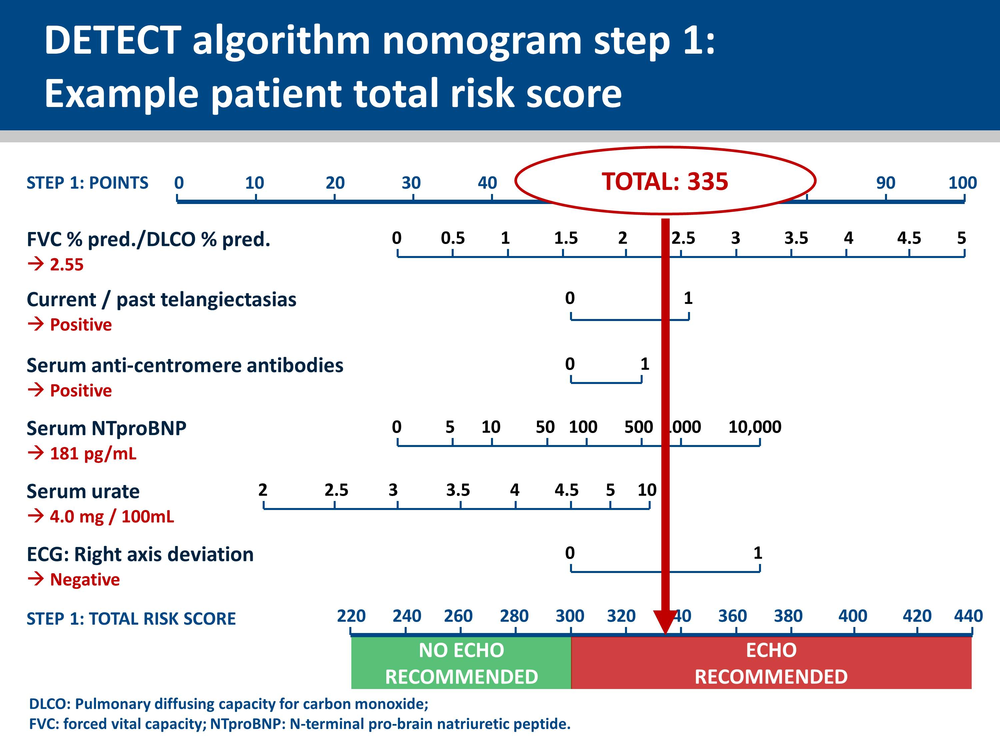 DETECT algorithm nomogram step 1:
Example patient total risk score
STEP 1: POINTS 0 10 20 30 40 TOTAL: 335 90 100
FVC % pred./DLCO % pred. 0 0.5 1 1.5 2 2.5 3 3.5 4 4.5 5
→ 2.55
Current / past telangiectasias 0 1
→ Positive
Serum anti-centromere antibodies 0 1
→ Positive
Serum NTproBNP 0 5 10 50 100 500 1000 10,000
→ 181 pg/mL
Serum urate 2 2.5 3 3.5 4 4.5 5 10
→ 4.0 mg / 100mL
ECG: Right axis deviation 0 1
→ Negative
STEP 1: TOTAL RISK SCORE 220 240 260 280 300 320 40 360 380 400 420 440
NO ECHO
RECOMMENDED
ECHO
RECOMMENDED
DLCO: Pulmonary diffusing capacity for carbon monoxide;
FVC: forced vital capacity; NTproBNP: N-terminal pro-brain natriuretic peptide.